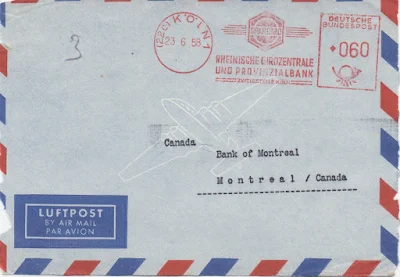 (22c) KÖLN 1
23.6.58
DEUTSCHE
BUNDESPOST
060
RHEINISCHE GIROZENTRALE
UND PROVINZIALBANK
3
Canada
Bank of Montreal
Montreal / Canada
LUFTPOST
BY AIR MAIL
PAR AVION